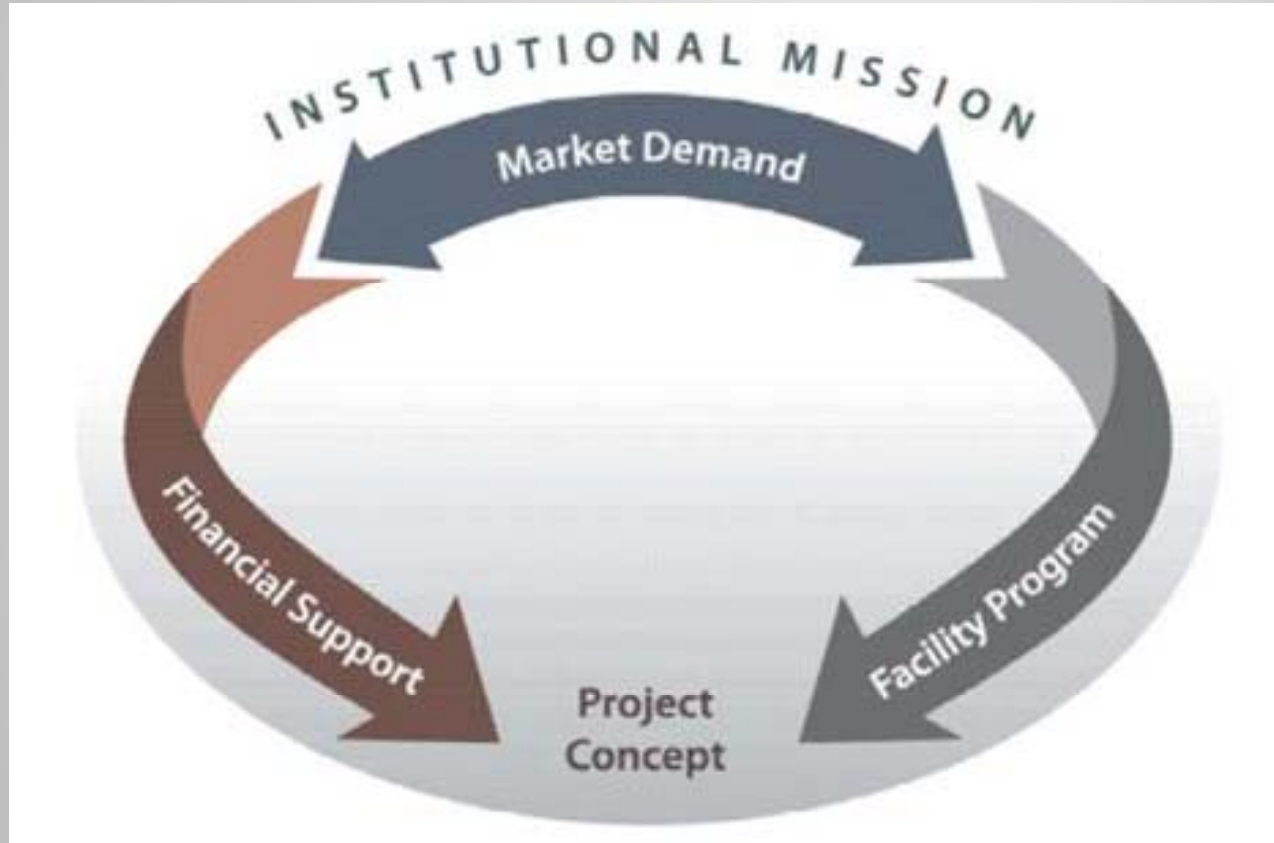 INSTITUTIONAL MISSION
Market Demand
Financial Support
Facility Program
Project
Concept